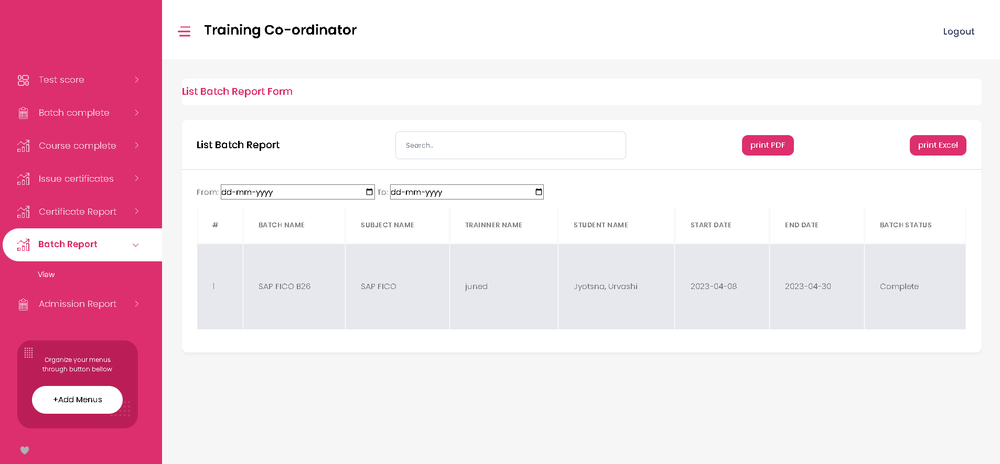 Training Co-ordinator
Logout
Test score
Batch complete
Course complete
Issue certificates
Certificate Report
Batch Report
View
Admission Report
Organize your menus
through button bellow
+Add Menus
List Batch Report Form
List Batch Report
Search..
print PDF
print Excel
From: dd-mm-yyyy To: dd-mm-yyyy
# BATCH NAME SUBJECT NAME TRAINNER NAME STUDENT NAME START DATE END DATE BATCH STATUS
1 SAP FICO B26 SAP FICO juned Jyotsna, Urvashi 2023-04-08 2023-04-30 Complete